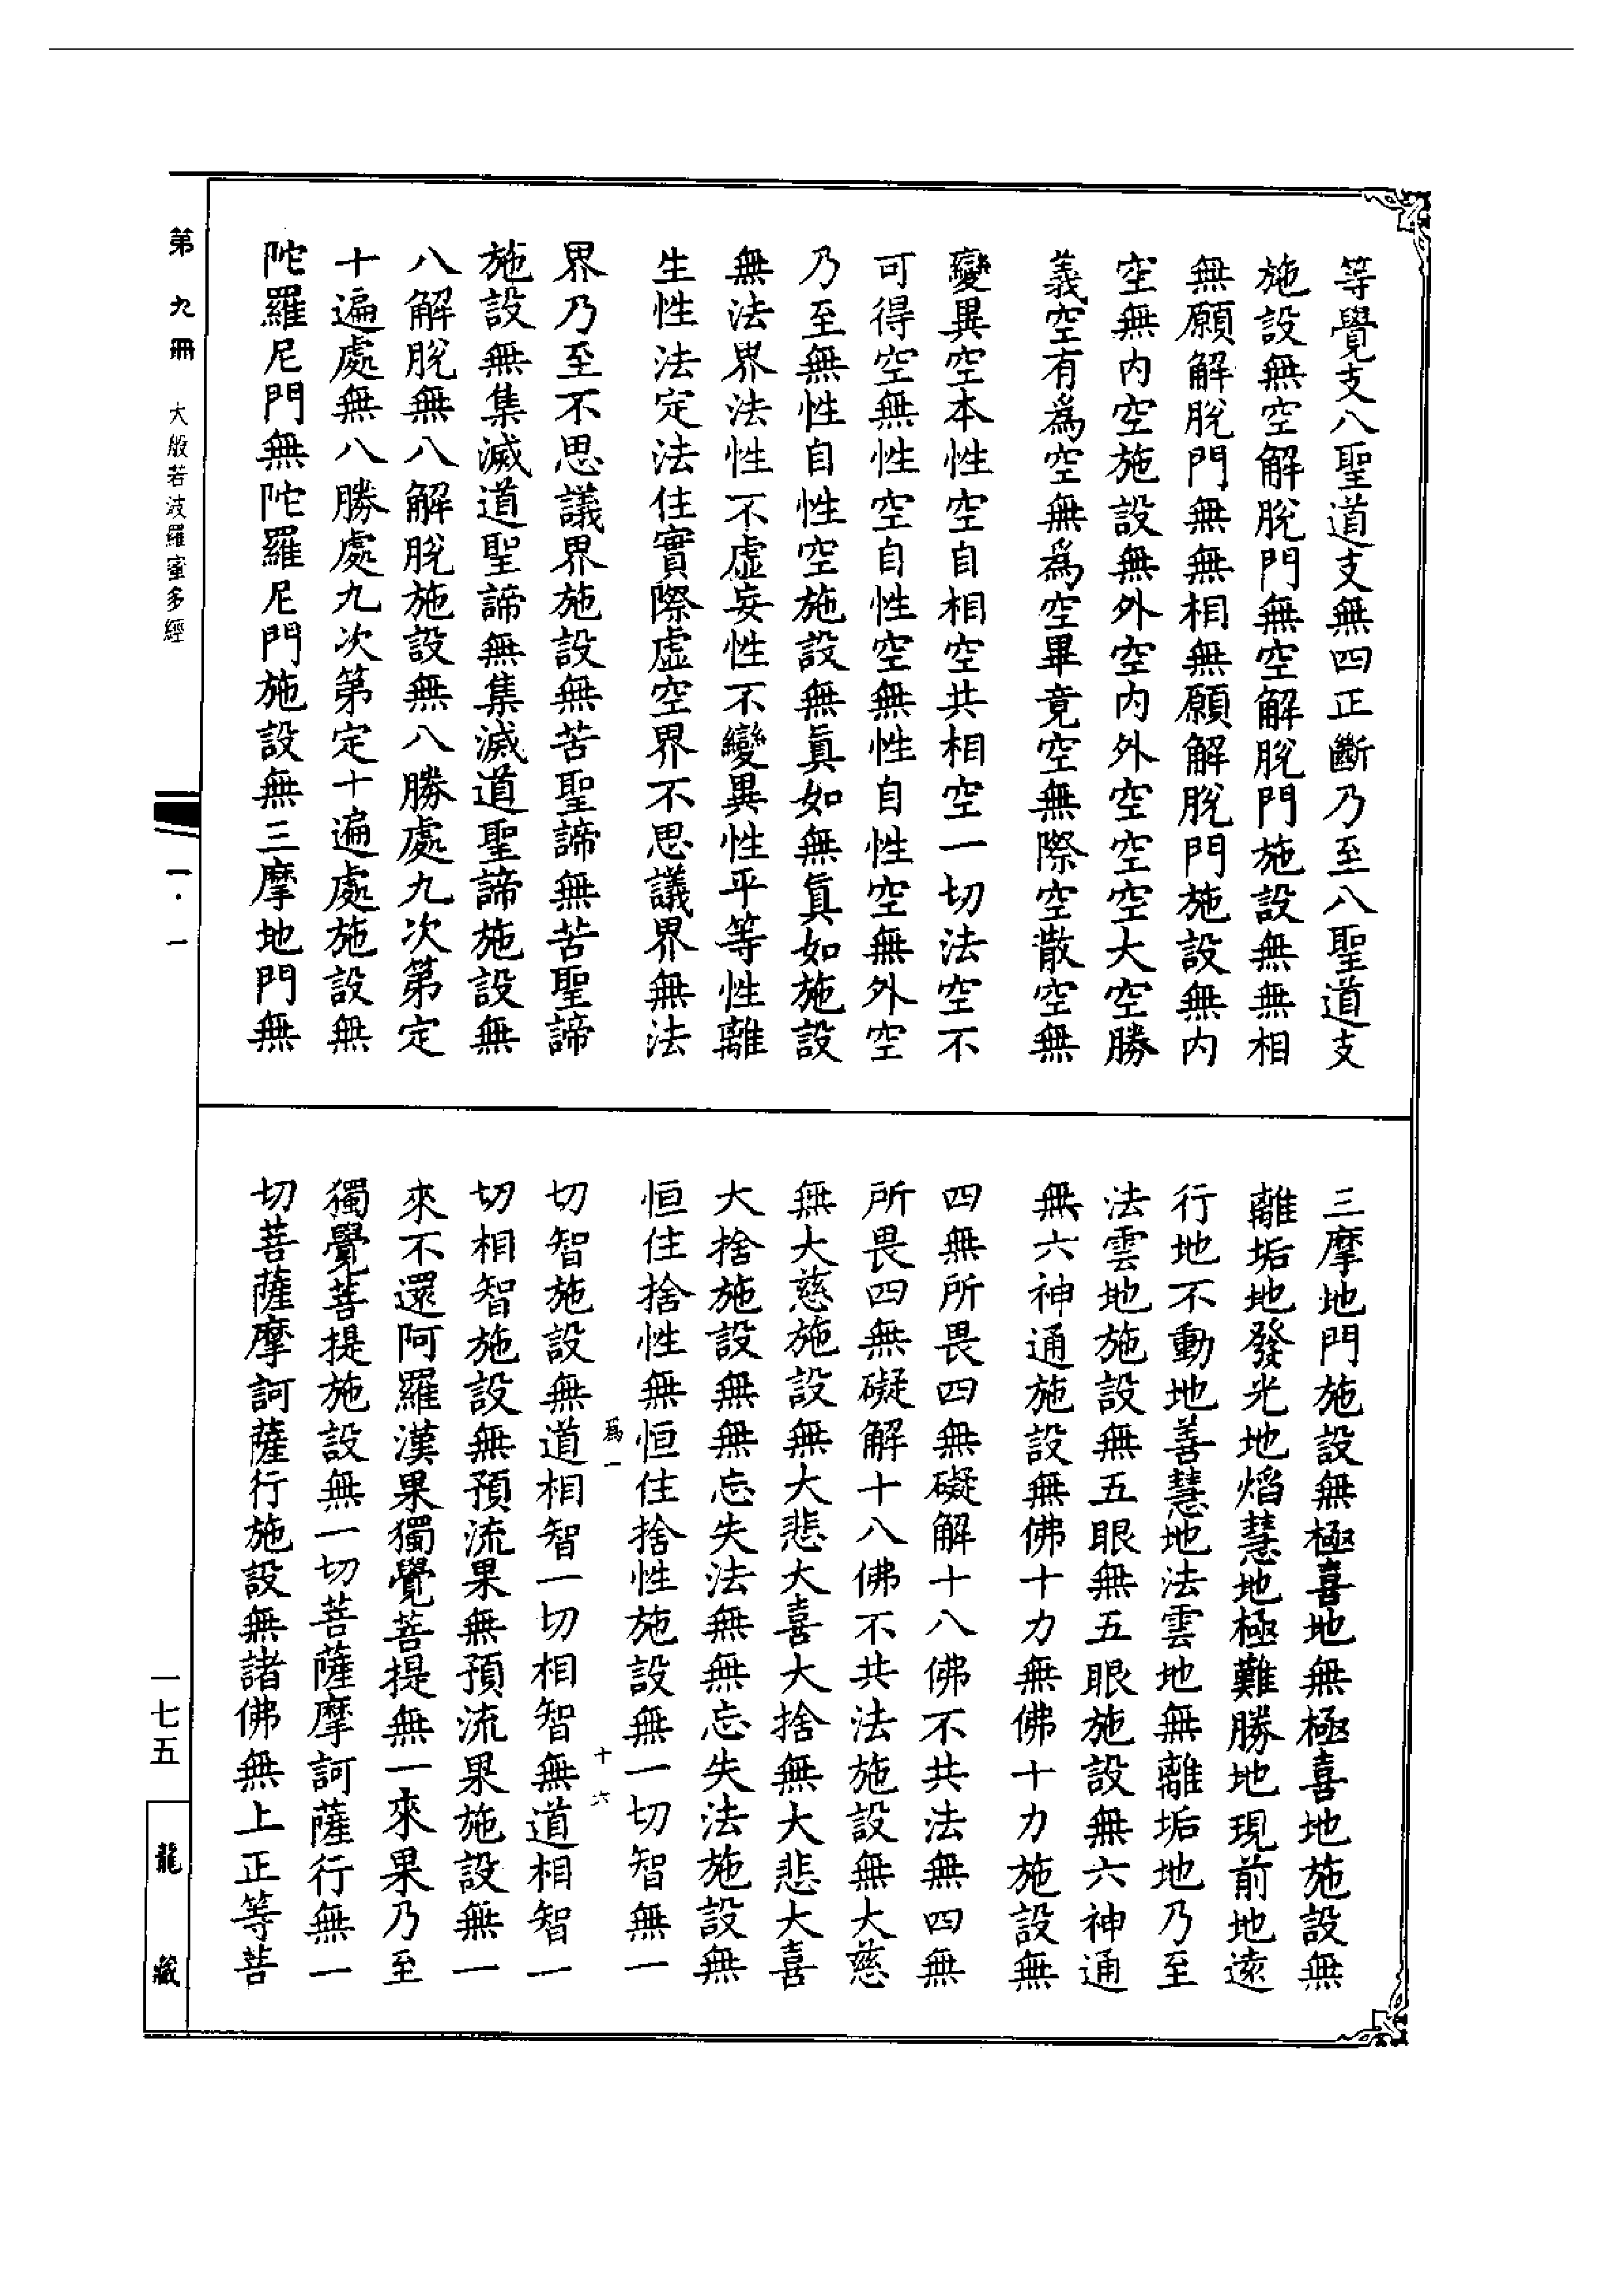 等覺支八聖道支無四正斷乃至八聖道支
施設無空解脫門無空解脫門施設無無相
無願解脫門無無相無願解脫門施設無內
空無內空施設無外空內外空空空大空勝
義空有為空無為空畢竟空無際空散空無
變異空本性空自相空共相空一切法空不
可得空無性空自性空無性自性空無外空
乃至無性自性空施設無真如無真如施設
無法界法性不虛妄性不變異性平等性離
生性法定法住實際虛空界不思議界無法
界乃至不思議界施設無苦聖諦無苦聖諦
施設無集滅道聖諦無集滅道聖諦施設無
八解脫無八解脫施設無八勝處九次第定
十遍處無八勝處九次第定十遍處施設無
陀羅尼門無陀羅尼門施設無三摩地門無
三摩地門施設無極喜地無極喜地施設無
離垢地發光地焰慧地極難勝地現前地遠
行地不動地善慧地法雲地無離垢地乃至
法雲地施設無五眼無五眼施設無六神通
無六神通施設無佛十力無佛十力施設無
四無所畏四無礙解十八佛不共法無四無
所畏四無礙解十八佛不共法施設無大慈
無大慈施設無大悲大喜大捨無大悲大喜
大捨施設無無忘失法無無忘失法施設無
恒住捨性無恒住捨性施設無一切智無一
為一 十六
切智施設無道相智一切相智無道相智一
切相智施設無預流果無預流果施設無一
來不還阿羅漢果獨覺菩提無一來果乃至
獨覺菩提施設無一切菩薩摩訶薩行無一
切菩薩摩訶薩行施設無諸佛無上正等菩
第九冊 大般若波羅蜜多經
一・一
一七五
龍藏